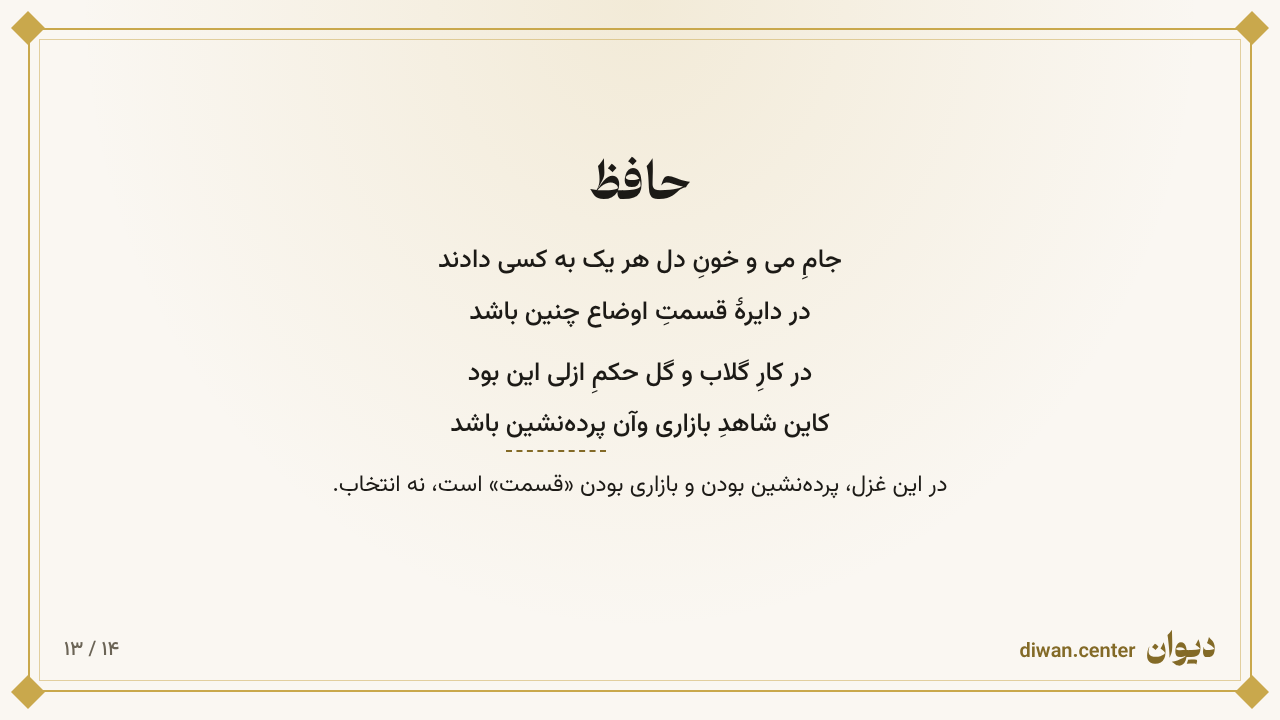 حافظ
جامِ می و خونِ دل هر یک به کسی دادند
در دایرهٔ قسمتِ اوضاع چنین باشد
در کارِ گلاب و گل حکمِ ازلی این بود
کاین شاهدِ بازاری وآن پرده‌نشین باشد
در این غزل، پرده‌نشین بودن و بازاری بودن «قسمت» است، نه انتخاب.
دیوان diwan.center
۱۳ / ۱۴